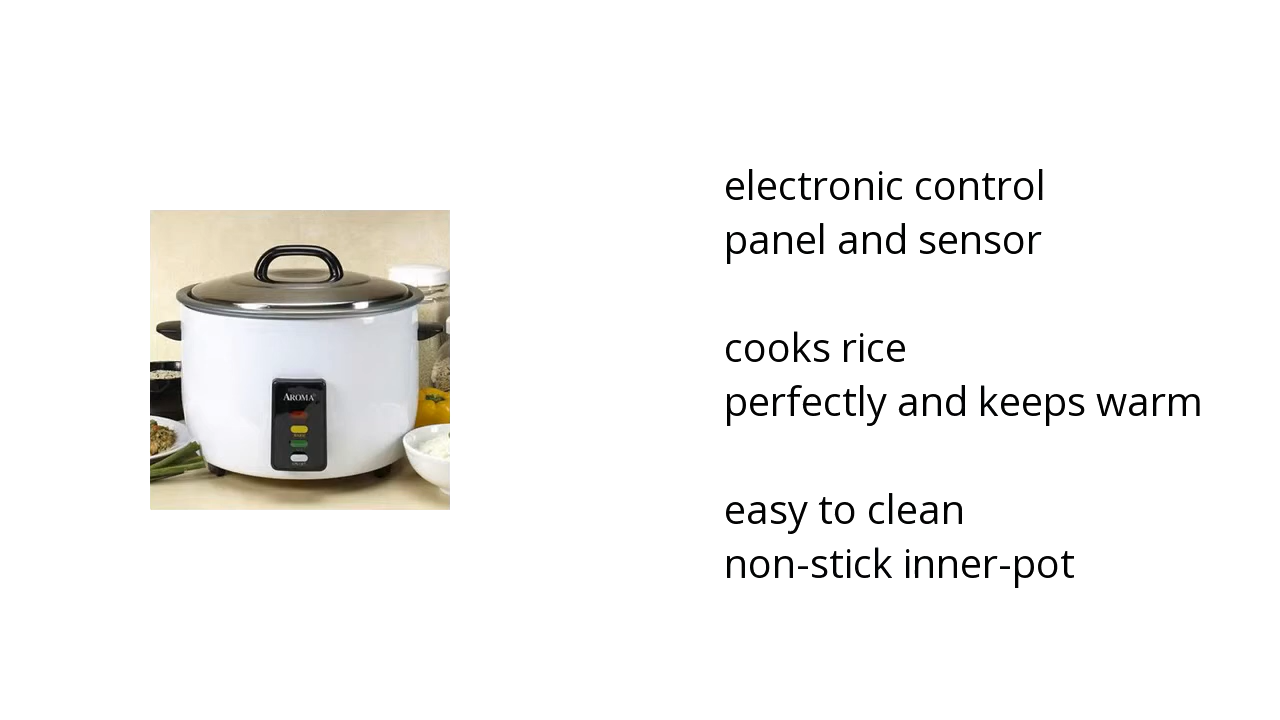 electronic control
panel and sensor
cooks rice
perfectly and keeps warm
easy to clean
non-stick inner-pot
AROMA